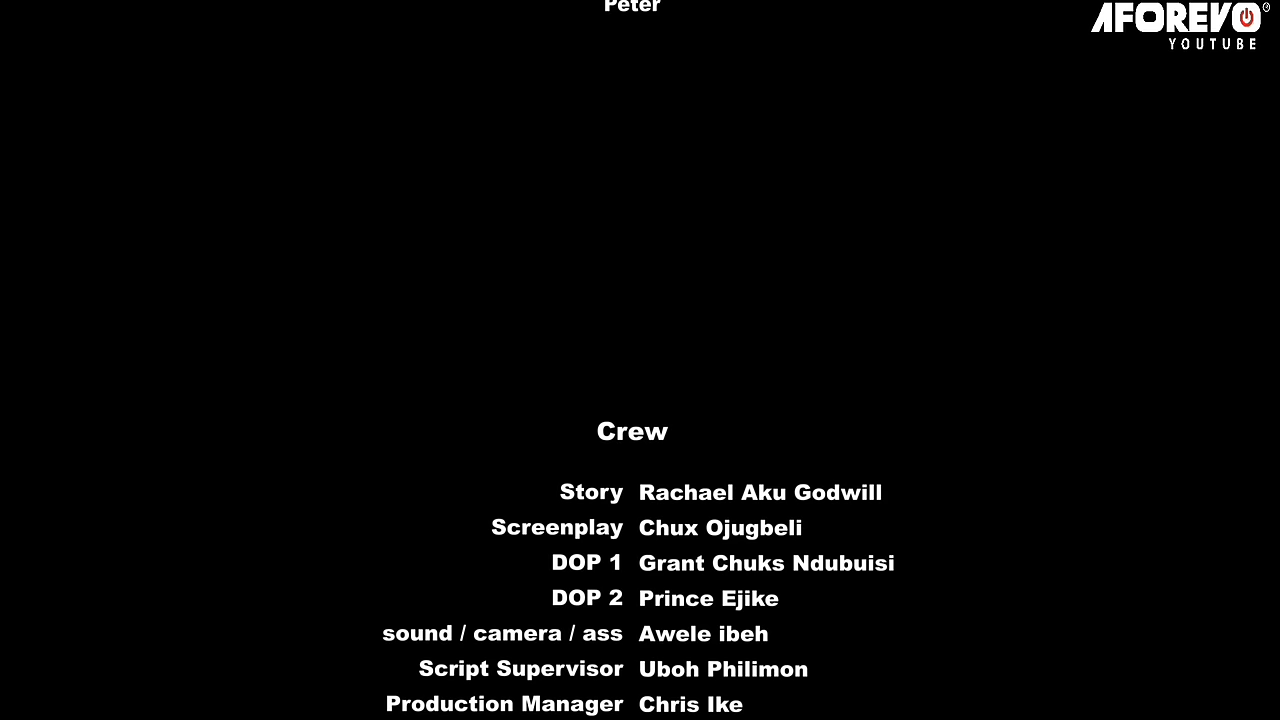 Peter
AFOREVO
YOUTUBE
Crew
Story Rachael Aku Godwill
Screenplay Chux Ojugbeli
DOP 1 Grant Chuks Ndubuisi
DOP 2 Prince Ejike
sound / camera / ass Awele ibeh
Script Supervisor Uboh Philimon
Production Manager Chris Ike